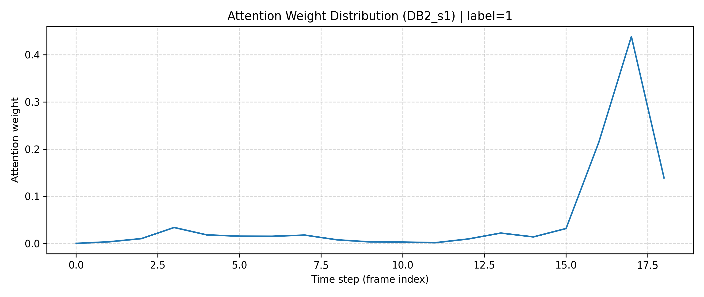 Attention Weight Distribution (DB2_s1) | label=1
Attention weight
0.4
0.3
0.2
0.1
0.0
0.0 2.5 5.0 7.5 10.0 12.5 15.0 17.5
Time step (frame index)